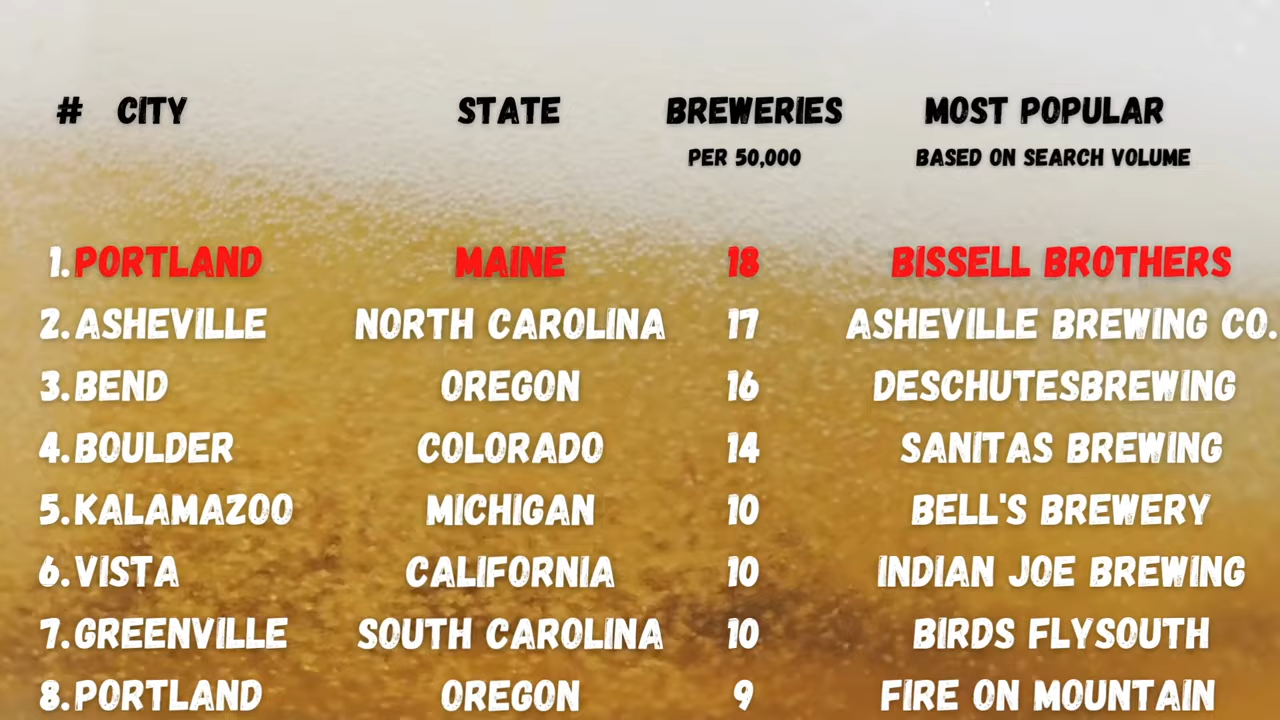 # CITY STATE BREWERIES MOST POPULAR
PER 50,000 BASED ON SEARCH VOLUME
1. PORTLAND MAINE 18 BISSELL BROTHERS
2. ASHEVILLE NORTH CAROLINA 17 ASHEVILLE BREWING CO.
3. BEND OREGON 16 DESCHUTESBREWING
4. BOULDER COLORADO 14 SANITAS BREWING
5. KALAMAZOO MICHIGAN 10 BELL'S BREWERY
6. VISTA CALIFORNIA 10 INDIAN JOE BREWING
7. GREENVILLE SOUTH CAROLINA 10 BIRDS FLYSOUTH
8. PORTLAND OREGON 9 FIRE ON MOUNTAIN